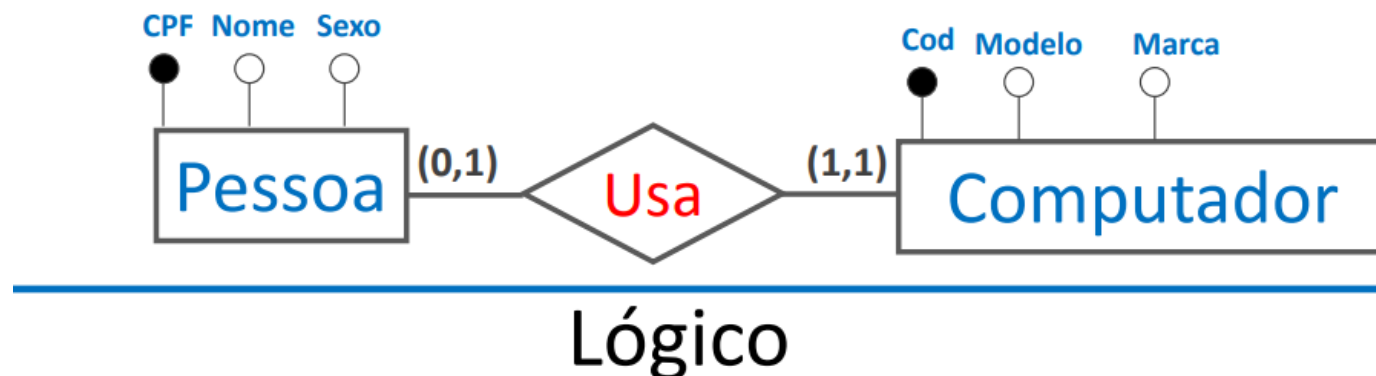 CPF Nome Sexo
Cod Modelo Marca
Pessoa (0,1) Usa (1,1) Computador
Lógico